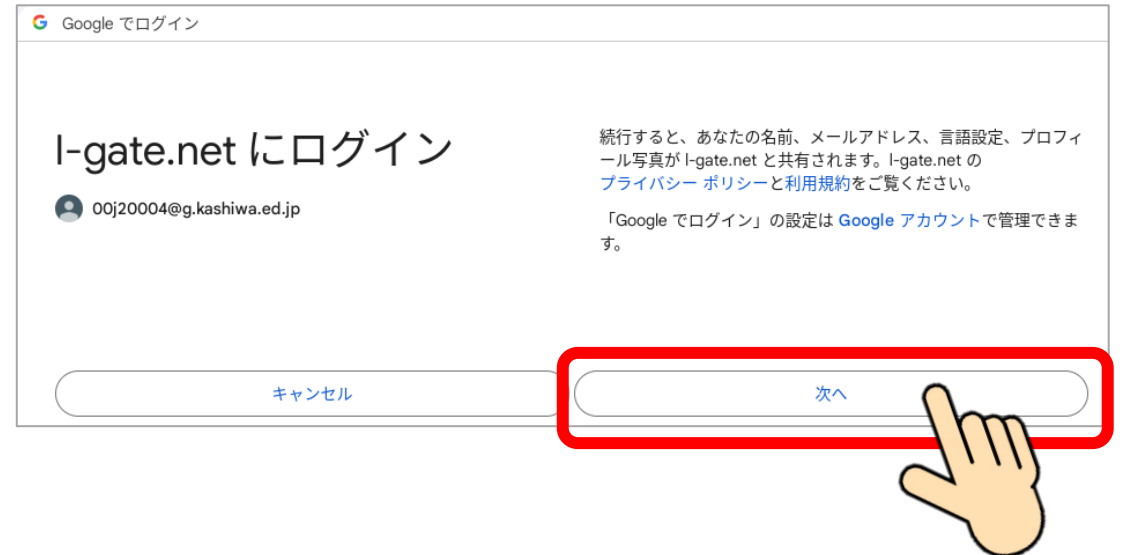 Google でログイン
l-gate.net にログイン
00j20004@g.kashiwa.ed.jp
続行すると、あなたの名前、メールアドレス、言語設定、プロフィ
ール写真が l-gate.net と共有されます。l-gate.net の
プライバシー ポリシーと利用規約をご覧ください。
「Google でログイン」の設定は Google アカウントで管理できま
す。
キャンセル
次へ